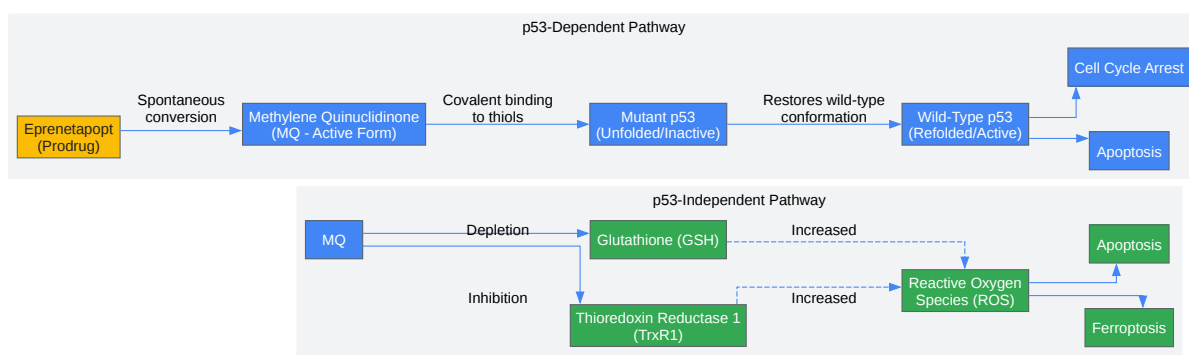 p53-Dependent Pathway
Cell Cycle Arrest
Spontaneous
conversion
Covalent binding
to thiols
Restores wild-type
conformation
Eprenetapopt
(Prodrug)
Methylene Quinuclidinone
(MQ - Active Form)
Mutant p53
(Unfolded/Inactive)
Wild-Type p53
(Refolded/Active)
Apoptosis
p53-Independent Pathway
MQ
Depletion
Glutathione (GSH)
Increased
Apoptosis
Inhibition
Thioredoxin Reductase 1
(TrxR1)
Increased
Reactive Oxygen
Species (ROS)
Ferroptosis